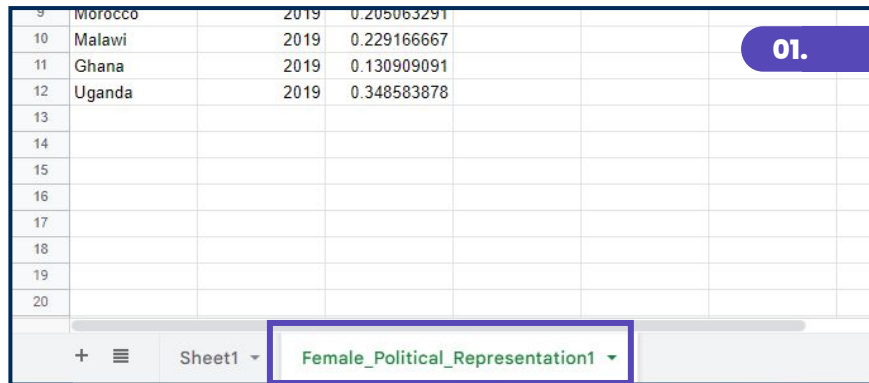 9 Morocco 2019 0.205063291
10 Malawi 2019 0.229166667
01.
11 Ghana 2019 0.130909091
12 Uganda 2019 0.348583878
13
14
15
16
17
18
19
20
+ Sheet1 Female_Political_Representation1